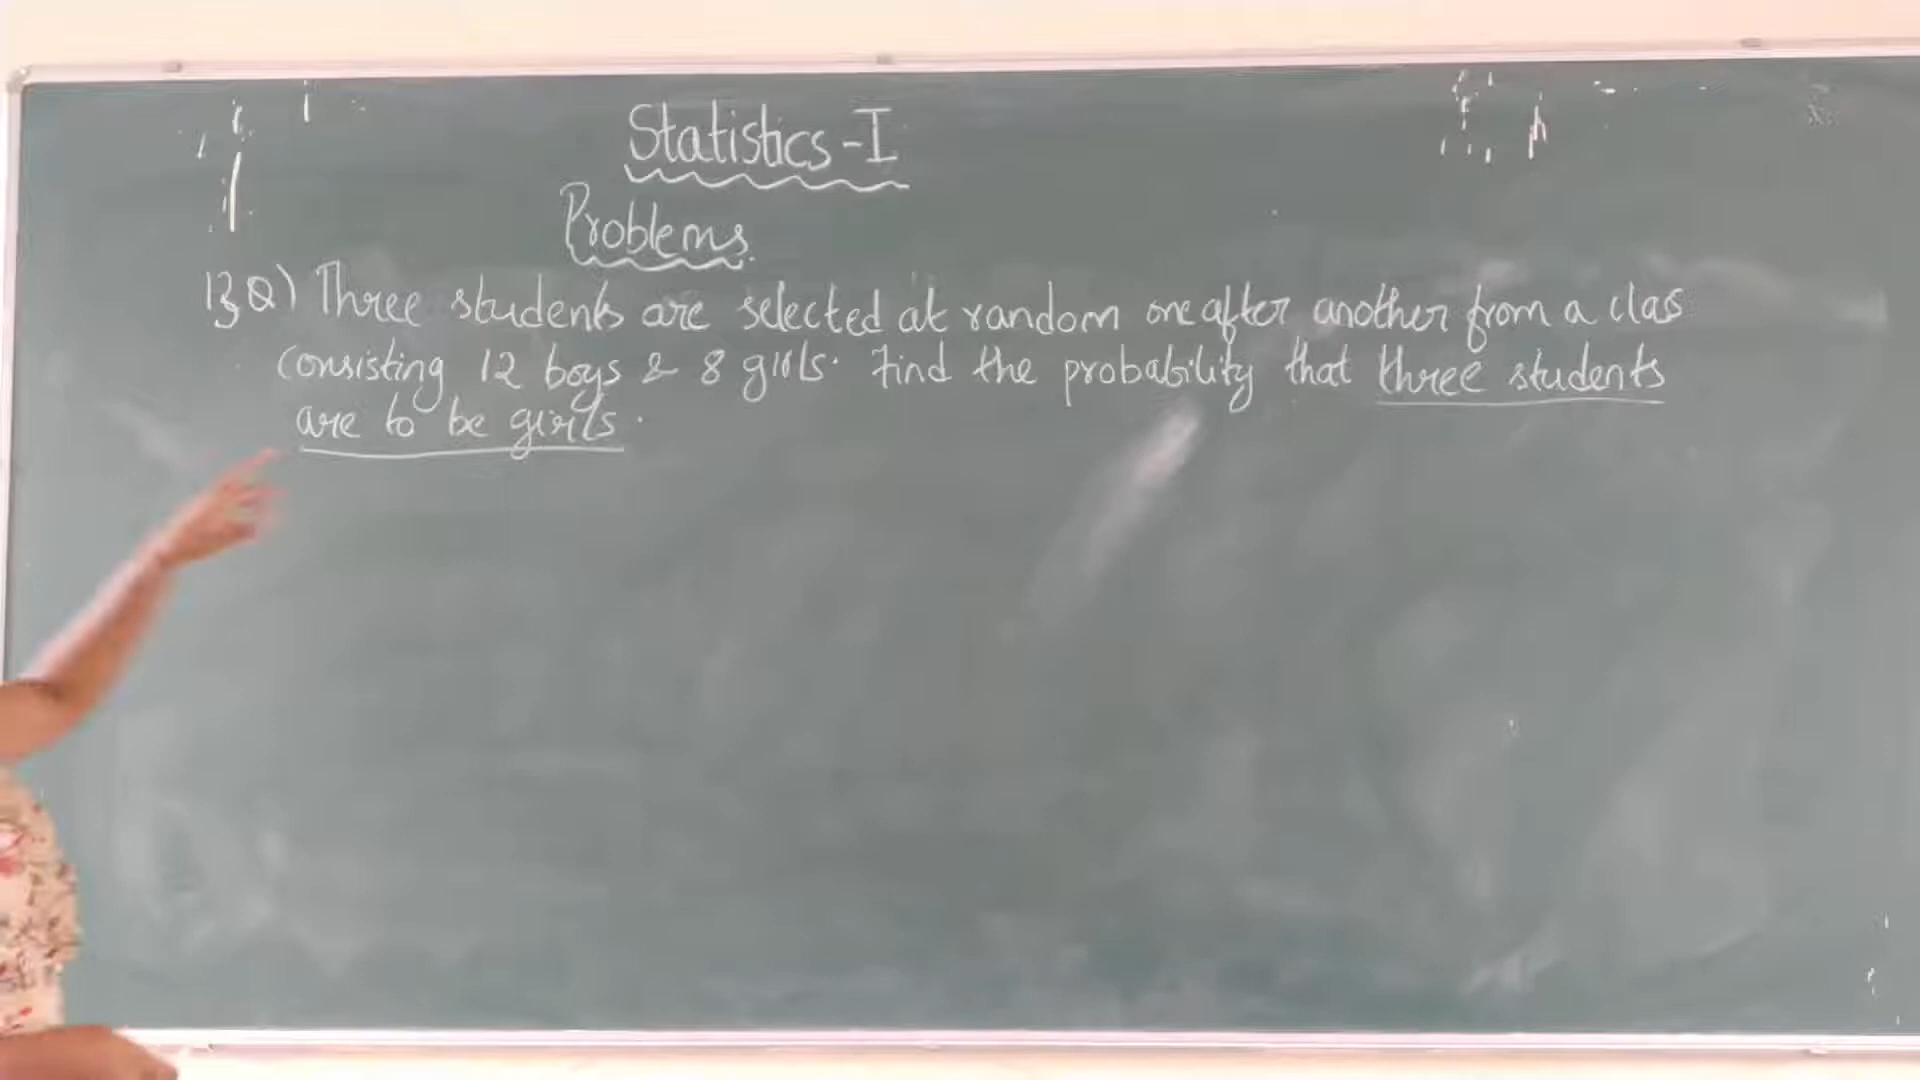 Statistics-I
Problems.
13Q) Three students are selected at random one after another from a clas
Consisting 12 boys & 8 girls. Find the probability that three students
are to be girls.